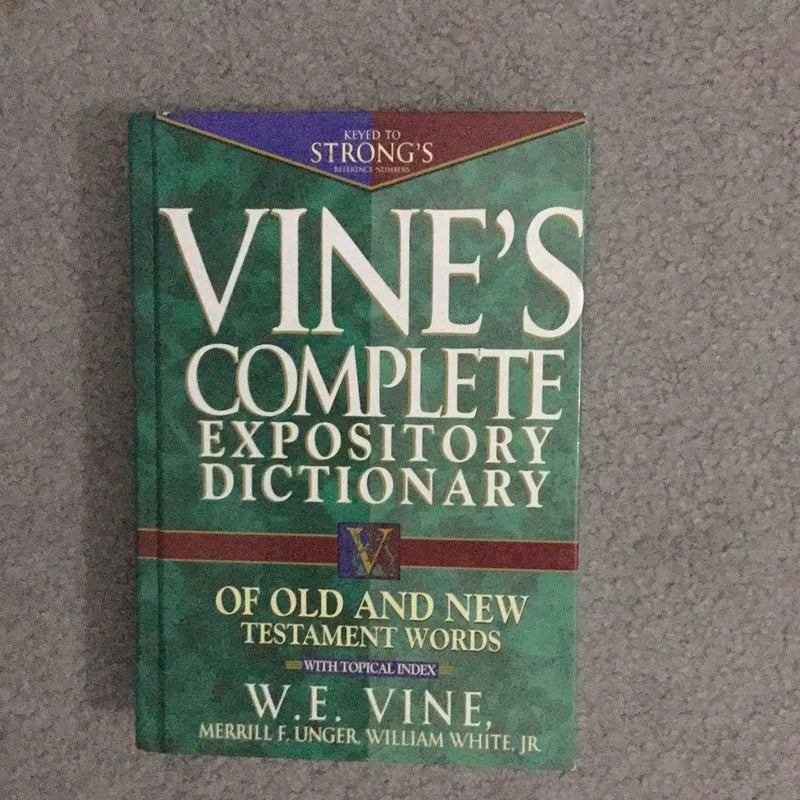 KEYED TO
STRONG'S
REFERENCE NUMBERS
VINE'S
COMPLETE
EXPOSITORY
DICTIONARY
V
OF OLD AND NEW
TESTAMENT WORDS
WITH TOPICAL INDEX
W.E. VINE,
MERRILL F. UNGER, WILLIAM WHITE, JR